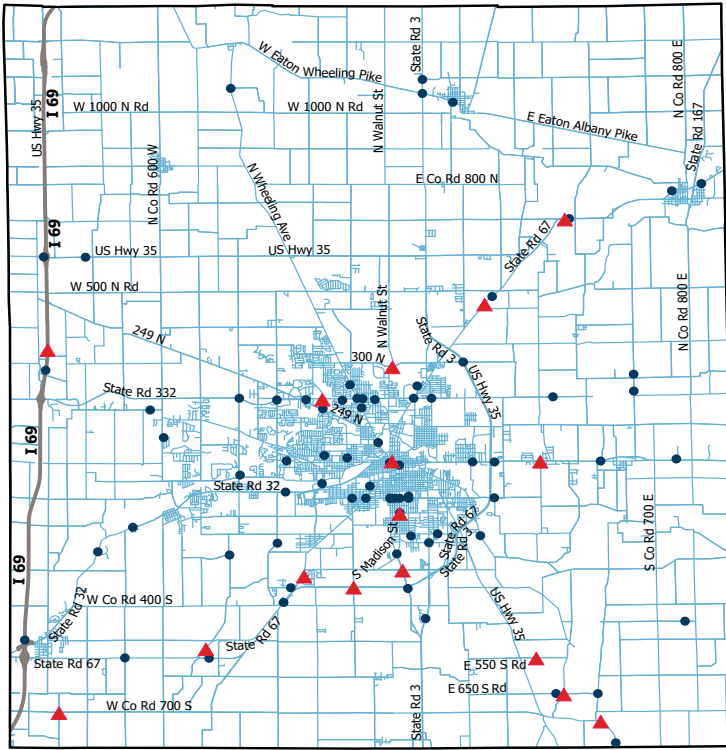 State Rd 3
W Eaton Wheeling Pike
N Co Rd 800 E
US Hwy 35
I 69
W 1000 N Rd
W 1000 N Rd
N Walnut St
E Eaton Albany Pike
State Rd 167
N Co Rd 600 W
N Wheeling Ave
E Co Rd 800 N
I 69
US Hwy 35
US Hwy 35
State Rd 67
W 500 N Rd
N Walnut St
N Co Rd 800 E
249 N
300 N
State Rd 3
US Hwy 35
State Rd 332
249 N
I 69
State Rd 32
S Co Rd 700 E
State Rd 67
State Rd 3
S Madison St
I 69
State Rd 32
W Co Rd 400 S
US Hwy 35
State Rd 67
State Rd 67
E 550 S Rd
E 650 S Rd
W Co Rd 700 S
State Rd 3